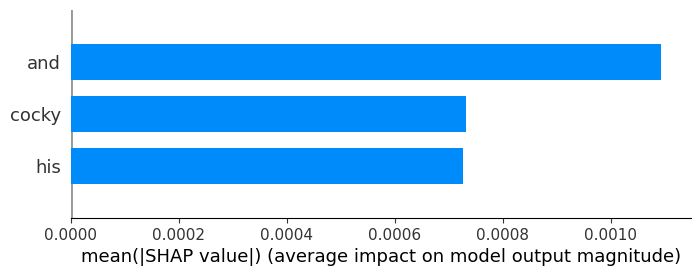 and
cocky
his
0.0000 0.0002 0.0004 0.0006 0.0008 0.0010
mean(|SHAP value|) (average impact on model output magnitude)